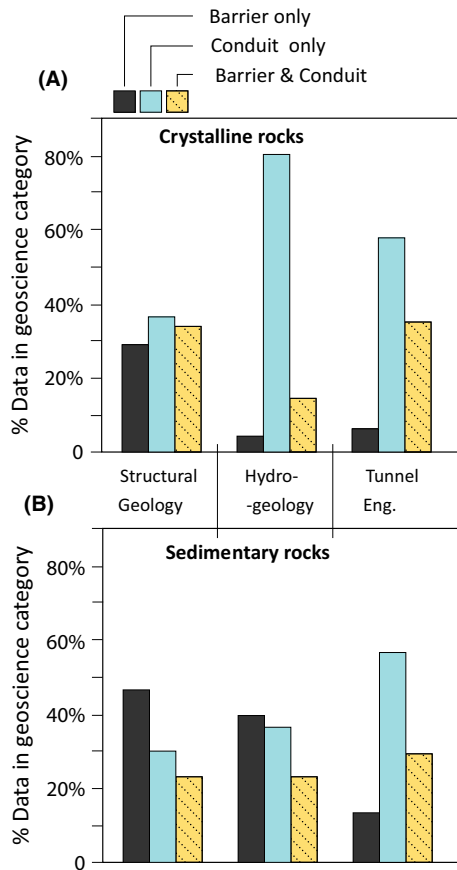 Barrier only
Conduit only
(A)
Barrier & Conduit
Crystalline rocks
80%
60%
40%
20%
0
% Data in geoscience category
Structural Hydro- Tunnel
Geology -geology Eng.
(B)
Sedimentary rocks
80%
60%
40%
20%
0
% Data in geoscience category